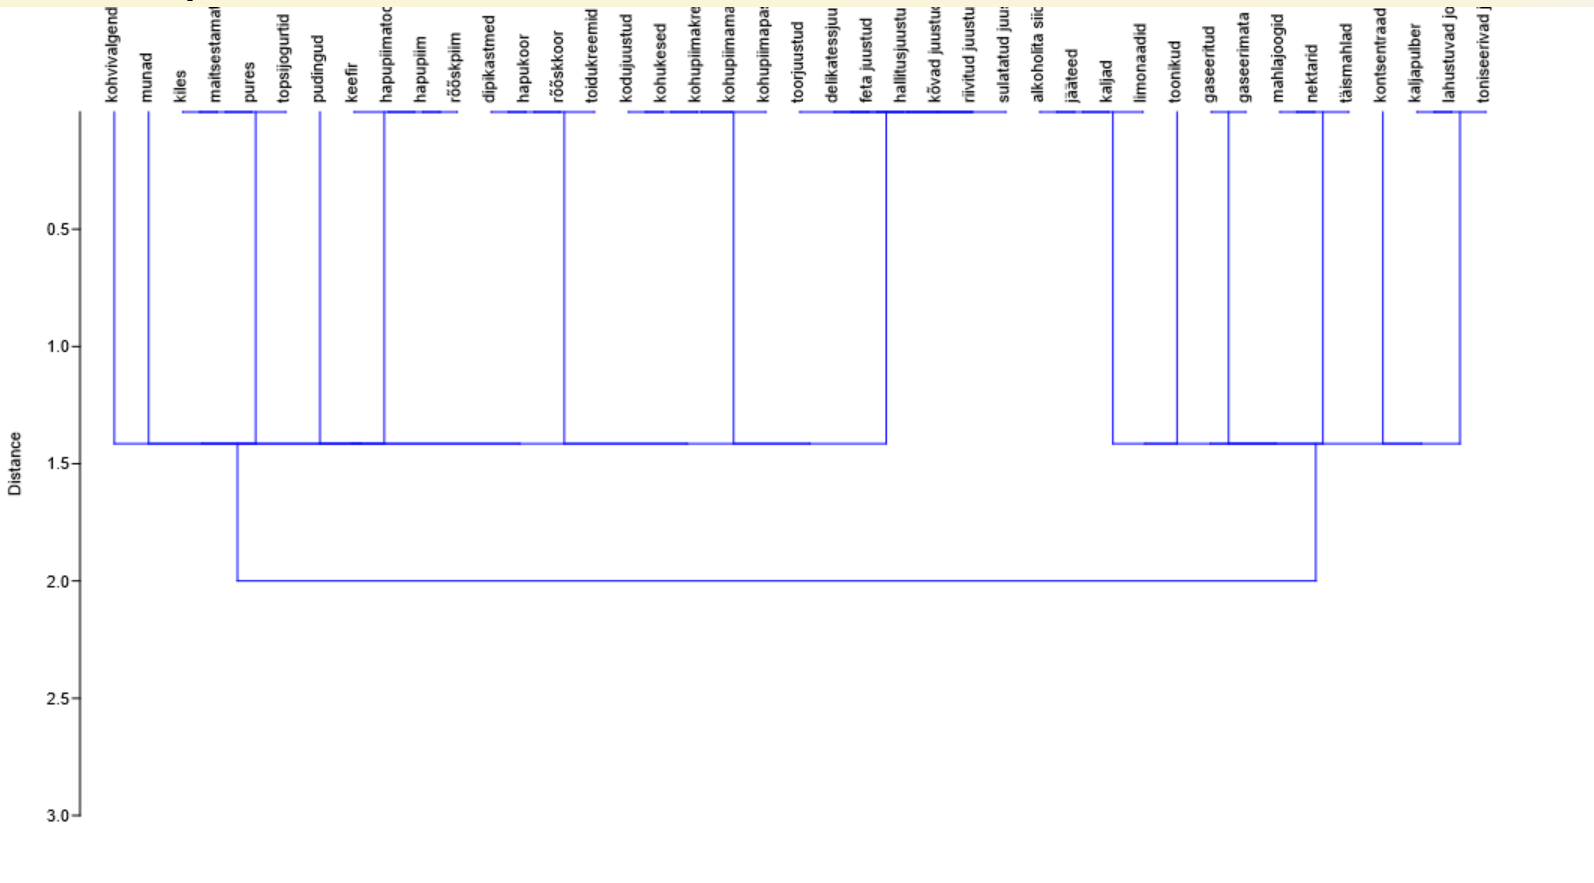 kohvivalgend
munad
kiles
maitsestamat
pures
topsijogurtid
pudingud
keefir
hapupiimatoo
hapupiim
rõõskpiim
dipikastmed
hapukoor
rõõskkoor
toidukreemid
kodujuustud
kohukesed
kohupiimakre
kohupiimama
kohupiimapas
toorjuustud
delikatessjuu
feta juustud
hallitusjuustu
kõvad juustud
riivitud juustu
sulatatud juus
alkoholita siid
jääteed
kaljad
limonaadid
toonikud
gaseeritud
gaseerimata
mahlajoogid
nektarid
täismahlad
kontsentraad
kaljapulber
lahustuvad jo
toniseerivad j
0.5
1.0
1.5
2.0
2.5
3.0
Distance